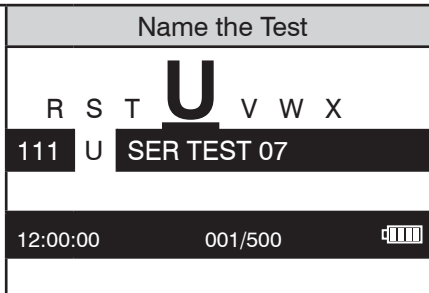 Name the Test
R S T U V W X
111 U SER TEST 07
12:00:00 001/500